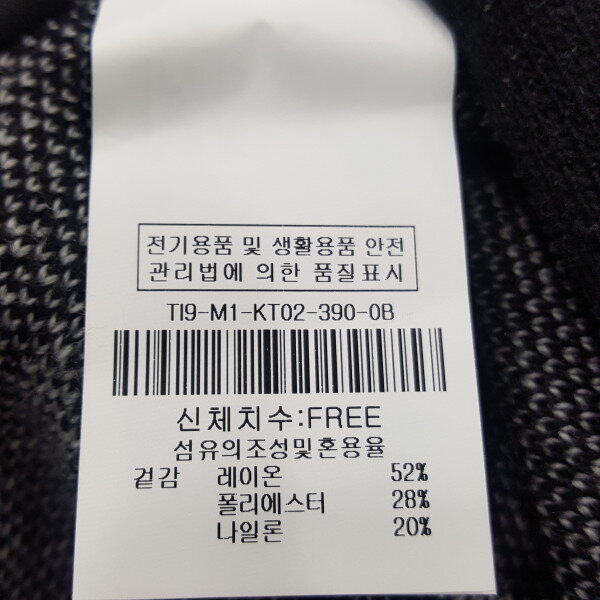 전기용품 및 생활용품 안전
관리법에 의한 품질표시
TI9-M1-KT02-390-0B
신체치수:FREE
섬유의조성및혼용율
겉감 레이온 52%
폴리에스터 28%
나일론 20%